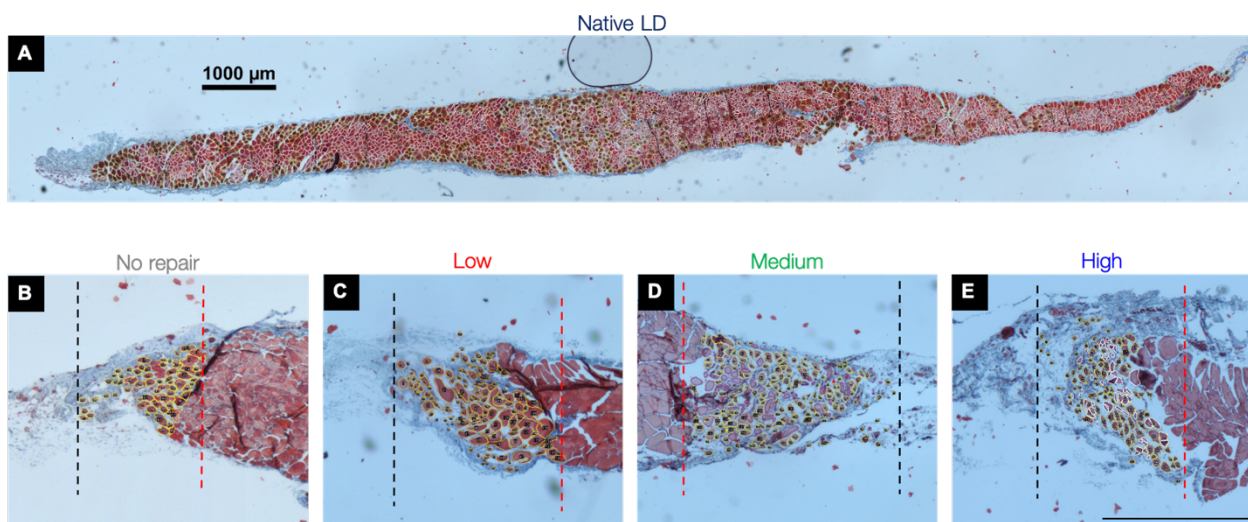 Native LD
A
1000 µm
No repair
Low
Medium
High
B
C
D
E